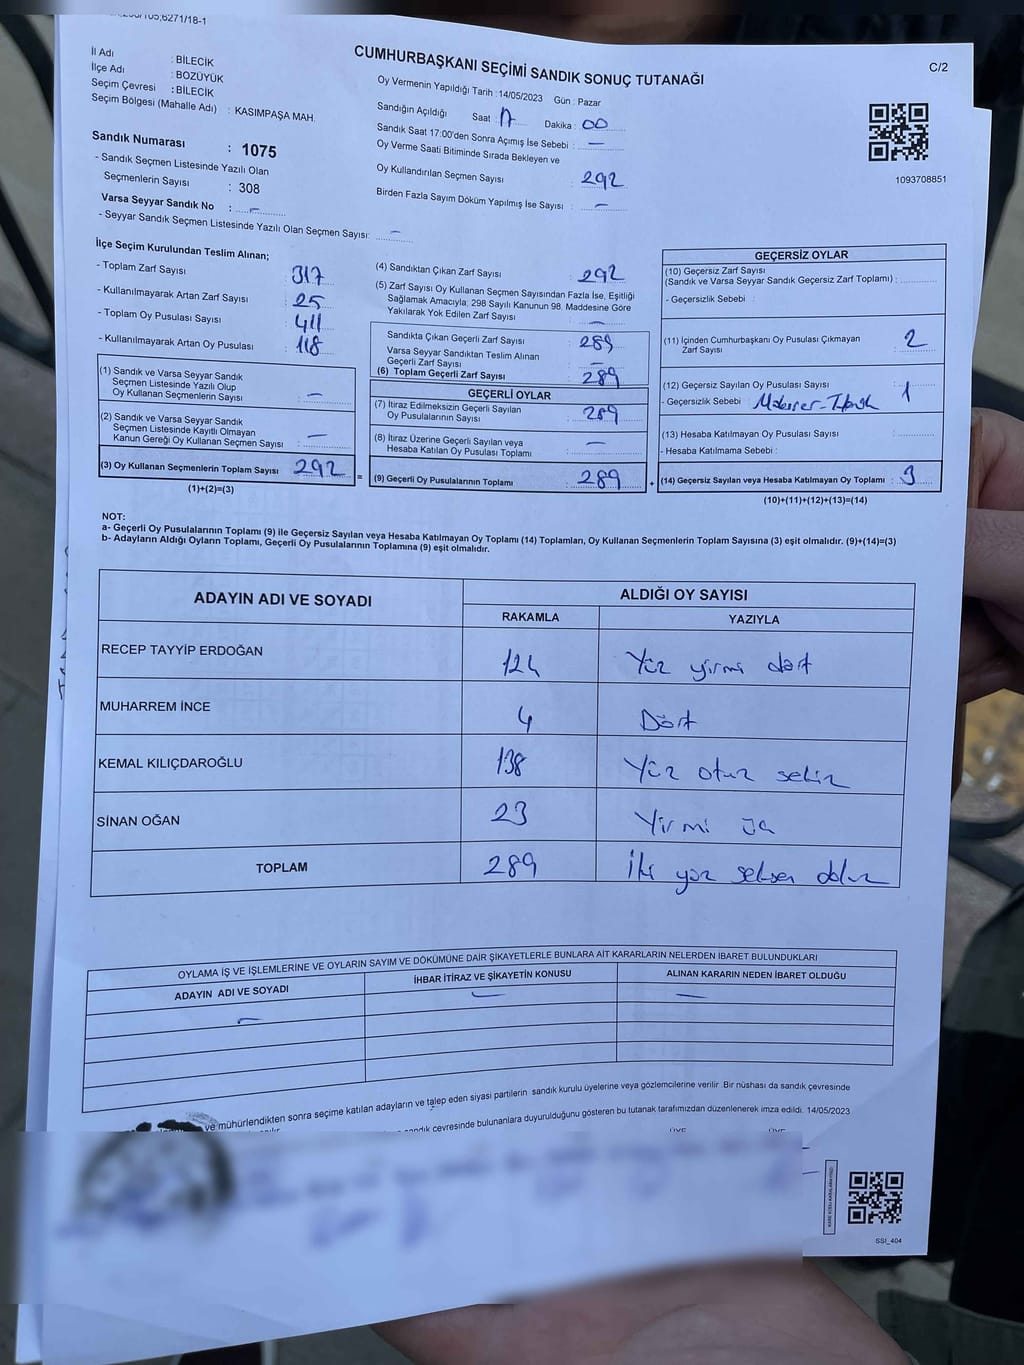 6271/18-1
C/2
CUMHURBAŞKANI SEÇİMİ SANDIK SONUÇ TUTANAĞI
İl Adı : BİLECİK
İlçe Adı : BOZÜYÜK
Seçim Çevresi : BİLECİK
Seçim Bölgesi (Mahalle Adı) : KASIMPAŞA MAH.
Sandık Numarası : 1075
- Sandık Seçmen Listesinde Yazılı Olan
Seçmenlerin Sayısı : 308
Varsa Seyyar Sandık No : –
- Seyyar Sandık Seçmen Listesinde Yazılı Olan Seçmen Sayısı: –
Oy Vermenin Yapıldığı Tarih : 14/05/2023 Gün : Pazar
Sandığın Açıldığı Saat : 17 Dakika : 00
Sandık Saat 17:00'den Sonra Açımış İse Sebebi : –
Oy Verme Saati Bitiminde Sırada Bekleyen ve
Oy Kullandırılan Seçmen Sayısı : 292
Birden Fazla Sayım Döküm Yapılmış İse Sayısı : –
1093708851
İlçe Seçim Kurulundan Teslim Alınan;
- Toplam Zarf Sayısı : 317
- Kullanılmayarak Artan Zarf Sayısı : 25
- Toplam Oy Pusulası Sayısı : 411
- Kullanılmayarak Artan Oy Pusulası : 118
(1) Sandık ve Varsa Seyyar Sandık
Seçmen Listesinde Yazılı Olup
Oy Kullanan Seçmenlerin Sayısı : –
(2) Sandık ve Varsa Seyyar Sandık
Seçmen Listesinde Kayıtlı Olmayan
Kanun Gereği Oy Kullanan Seçmen Sayısı : –
(3) Oy Kullanan Seçmenlerin Toplam Sayısı : 292
(1)+(2)=(3)
(4) Sandıktan Çıkan Zarf Sayısı : 292
(5) Zarf Sayısı Oy Kullanan Seçmen Sayısından Fazla İse, Eşitliği
Sağlamak Amacıyla; 298 Sayılı Kanunun 98. Maddesine Göre
Yakılarak Yok Edilen Zarf Sayısı : –
Sandıkta Çıkan Geçerli Zarf Sayısı : 289
Varsa Seyyar Sandıktan Teslim Alınan
Geçerli Zarf Sayısı : –
(6) Toplam Geçerli Zarf Sayısı : 289
GEÇERLİ OYLAR
(7) İtiraz Edilmeksizin Geçerli Sayılan
Oy Pusulalarının Sayısı : 289
(8) İtiraz Üzerine Geçerli Sayılan veya
Hesaba Katılan Oy Pusulası Toplamı : –
(9) Geçerli Oy Pusulalarının Toplamı : 289
GEÇERSİZ OYLAR
(10) Geçersiz Zarf Sayısı
(Sandık ve Varsa Seyyar Sandık Geçersiz Zarf Toplamı) :
- Geçersizlik Sebebi :
(11) İçinden Cumhurbaşkanı Oy Pusulası Çıkmayan
Zarf Sayısı : 2
(12) Geçersiz Sayılan Oy Pusulası Sayısı : 1
- Geçersizlik Sebebi :
(13) Hesaba Katılmayan Oy Pusulası Sayısı :
- Hesaba Katılmama Sebebi :
(14) Geçersiz Sayılan veya Hesaba Katılmayan Oy Toplamı : 3
(10)+(11)+(12)+(13)=(14)
NOT:
a- Geçerli Oy Pusulalarının Toplamı (9) ile Geçersiz Sayılan veya Hesaba Katılmayan Oy Toplamı (14) Toplamları, Oy Kullanan Seçmenlerin Toplam Sayısına (3) eşit olmalıdır. (9)+(14)=(3)
b- Adayların Aldığı Oyların Toplamı, Geçerli Oy Pusulalarının Toplamına (9) eşit olmalıdır.
ADAYIN ADI VE SOYADI ALDIĞI OY SAYISI
RAKAMLA YAZIYLA
RECEP TAYYİP ERDOĞAN 124 Yüz yirmi dört
MUHARREM İNCE 4 Dört
KEMAL KILIÇDAROĞLU 138 Yüz otuz sekiz
SİNAN OĞAN 23 Yirmi üç
TOPLAM 289 İki yüz seksen dokuz
OYLAMA İŞ VE İŞLEMLERİNE VE OYLARIN SAYIM VE DÖKÜMÜNE DAİR ŞİKAYETLERLE BUNLARA AİT KARARLARIN NELERDEN İBARET BULUNDUKLARI
ADAYIN ADI VE SOYADI İHBAR İTİRAZ VE ŞİKAYETİN KONUSU ALINAN KARARIN NEDEN İBARET OLDUĞU
– – –
ve mühürlendikten sonra seçime katılan adayların ve talep eden siyasi partilerin sandık kurulu üyelerine veya gözlemcilerine verilir .Bir nüshası da sandık çevresinde
sandık çevresinde bulunanlara duyurulduğunu gösteren bu tutanak tarafımızdan düzenlenerek imza edildi. 14/05/2023
ÜYE ÜYE
SSI_404